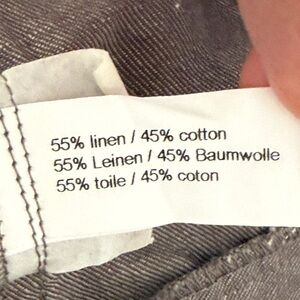 55% linen / 45% cotton
55% Leinen / 45% Baumwolle
55% toile / 45% coton